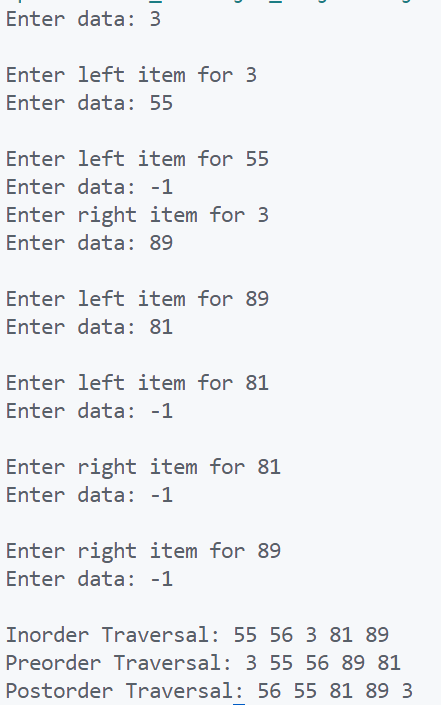 Enter data: 3
Enter left item for 3
Enter data: 55
Enter left item for 55
Enter data: -1
Enter right item for 3
Enter data: 89
Enter left item for 89
Enter data: 81
Enter left item for 81
Enter data: -1
Enter right item for 81
Enter data: -1
Enter right item for 89
Enter data: -1
Inorder Traversal: 55 56 3 81 89
Preorder Traversal: 3 55 56 89 81
Postorder Traversal: 56 55 81 89 3